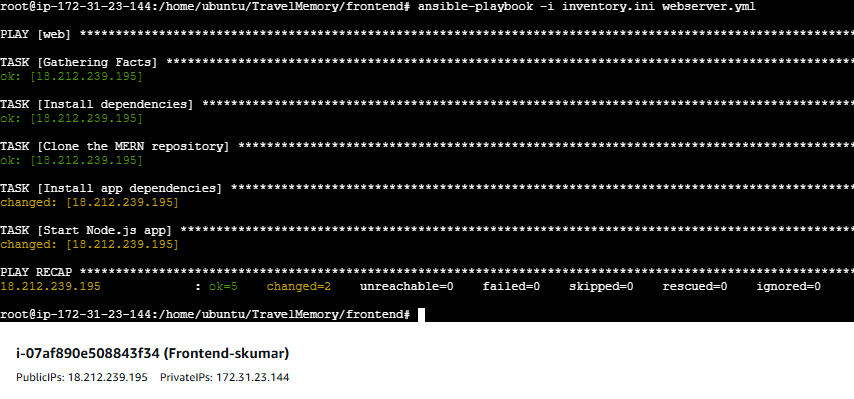 root@ip-172-31-23-144:/home/ubuntu/TravelMemory/frontend# ansible-playbook -i inventory.ini webserver.yml
PLAY [web] ************************************************************************************************************
TASK [Gathering Facts] ************************************************************************************************
ok: [18.212.239.195]
TASK [Install dependencies] *******************************************************************************************
ok: [18.212.239.195]
TASK [Clone the MERN repository] **************************************************************************************
ok: [18.212.239.195]
TASK [Install app dependencies] ***************************************************************************************
changed: [18.212.239.195]
TASK [Start Node.js app] **********************************************************************************************
changed: [18.212.239.195]
PLAY RECAP ************************************************************************************************************
18.212.239.195 : ok=5 changed=2 unreachable=0 failed=0 skipped=0 rescued=0 ignored=0
root@ip-172-31-23-144:/home/ubuntu/TravelMemory/frontend#
i-07af890e508843f34 (Frontend-skumar)
PublicIPs: 18.212.239.195 PrivateIPs: 172.31.23.144